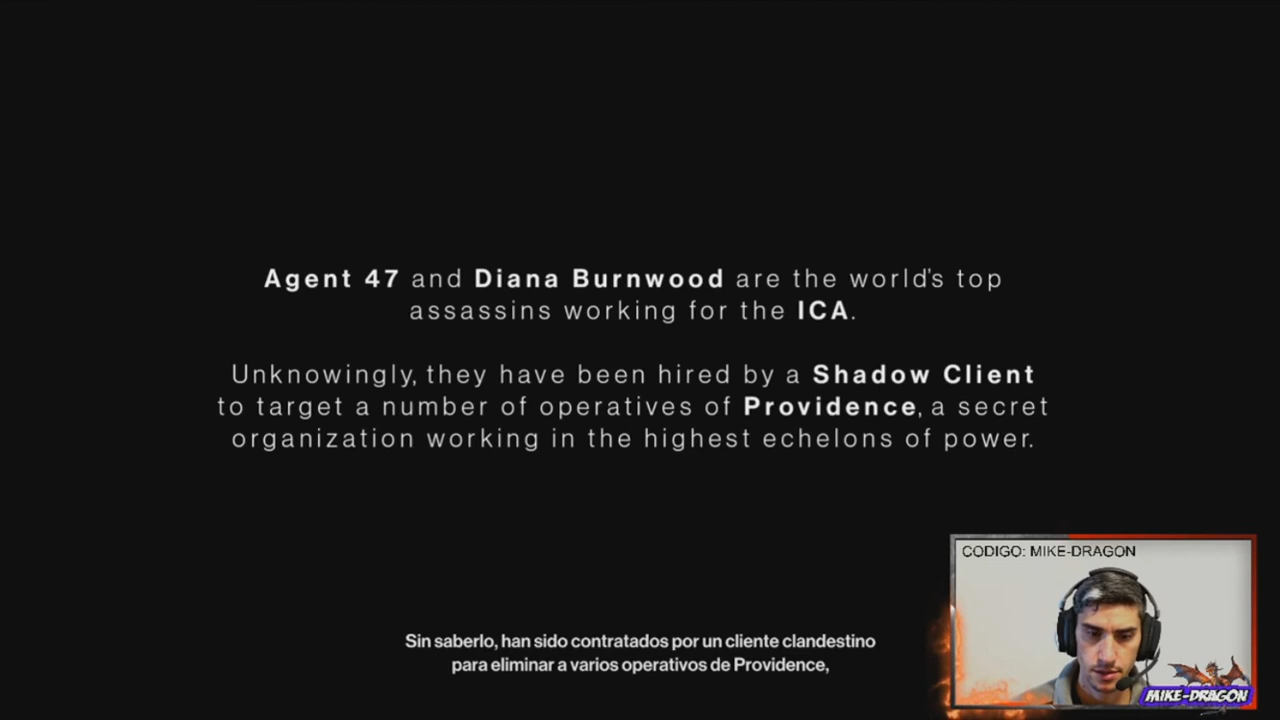 Agent 47 and Diana Burnwood are the world's top
assassins working for the ICA.
Unknowingly, they have been hired by a Shadow Client
to target a number of operatives of Providence, a secret
organization working in the highest echelons of power.
CODIGO: MIKE-DRAGON
Sin saberlo, han sido contratados por un cliente clandestino
para eliminar a varios operativos de Providence,
MIKE-DRAGON